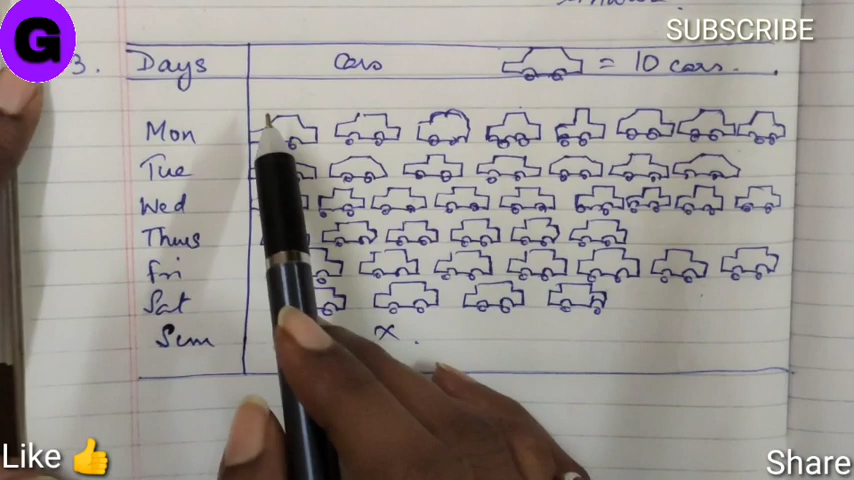 SUBSCRIBE
G
3. Days Cars = 10 cars.
Mon
Tue
Wed
Thus
Fri
Sat
Sun x.
Like 👍
Share